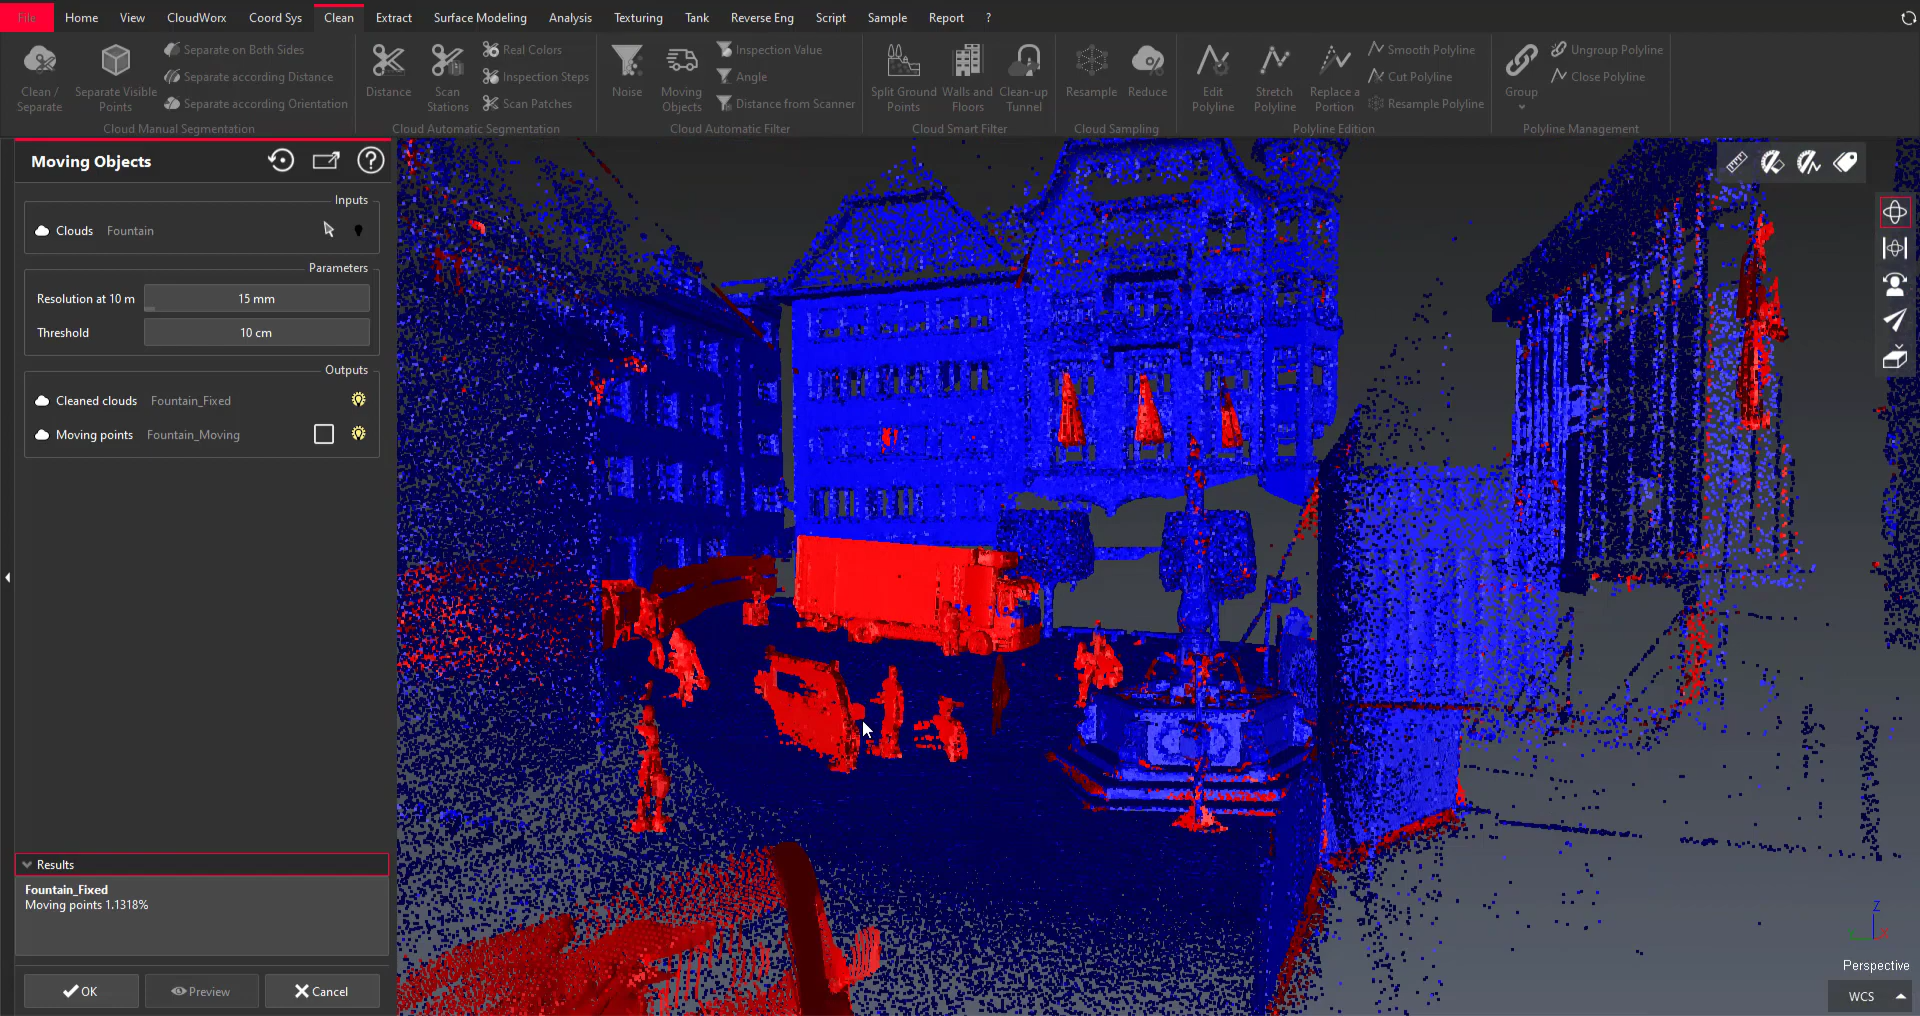 File Home View CloudWorx Coord Sys Clean Extract Surface Modeling Analysis Texturing Tank Reverse Eng Script Sample Report ?
Clean / Separate
Separate Visible Points
Separate on Both Sides
Separate according Distance
Separate according Orientation
Cloud Manual Segmentation
Distance
Scan Stations
Real Colors
Inspection Steps
Scan Patches
Cloud Automatic Segmentation
Noise
Moving Objects
Inspection Value
Angle
Distance from Scanner
Cloud Automatic Filter
Split Ground Points
Walls and Floors
Clean-up Tunnel
Cloud Smart Filter
Resample
Reduce
Cloud Sampling
Edit Polyline
Stretch Polyline
Replace a Portion
Smooth Polyline
Cut Polyline
Resample Polyline
Polyline Edition
Group
Ungroup Polyline
Close Polyline
Polyline Management
Moving Objects
Inputs
Clouds Fountain
Parameters
Resolution at 10 m 15 mm
Threshold 10 cm
Outputs
Cleaned clouds Fountain_Fixed
Moving points Fountain_Moving
Results
Fountain_Fixed
Moving points 1.1318%
OK Preview Cancel
Z
X
Perspective
WCS